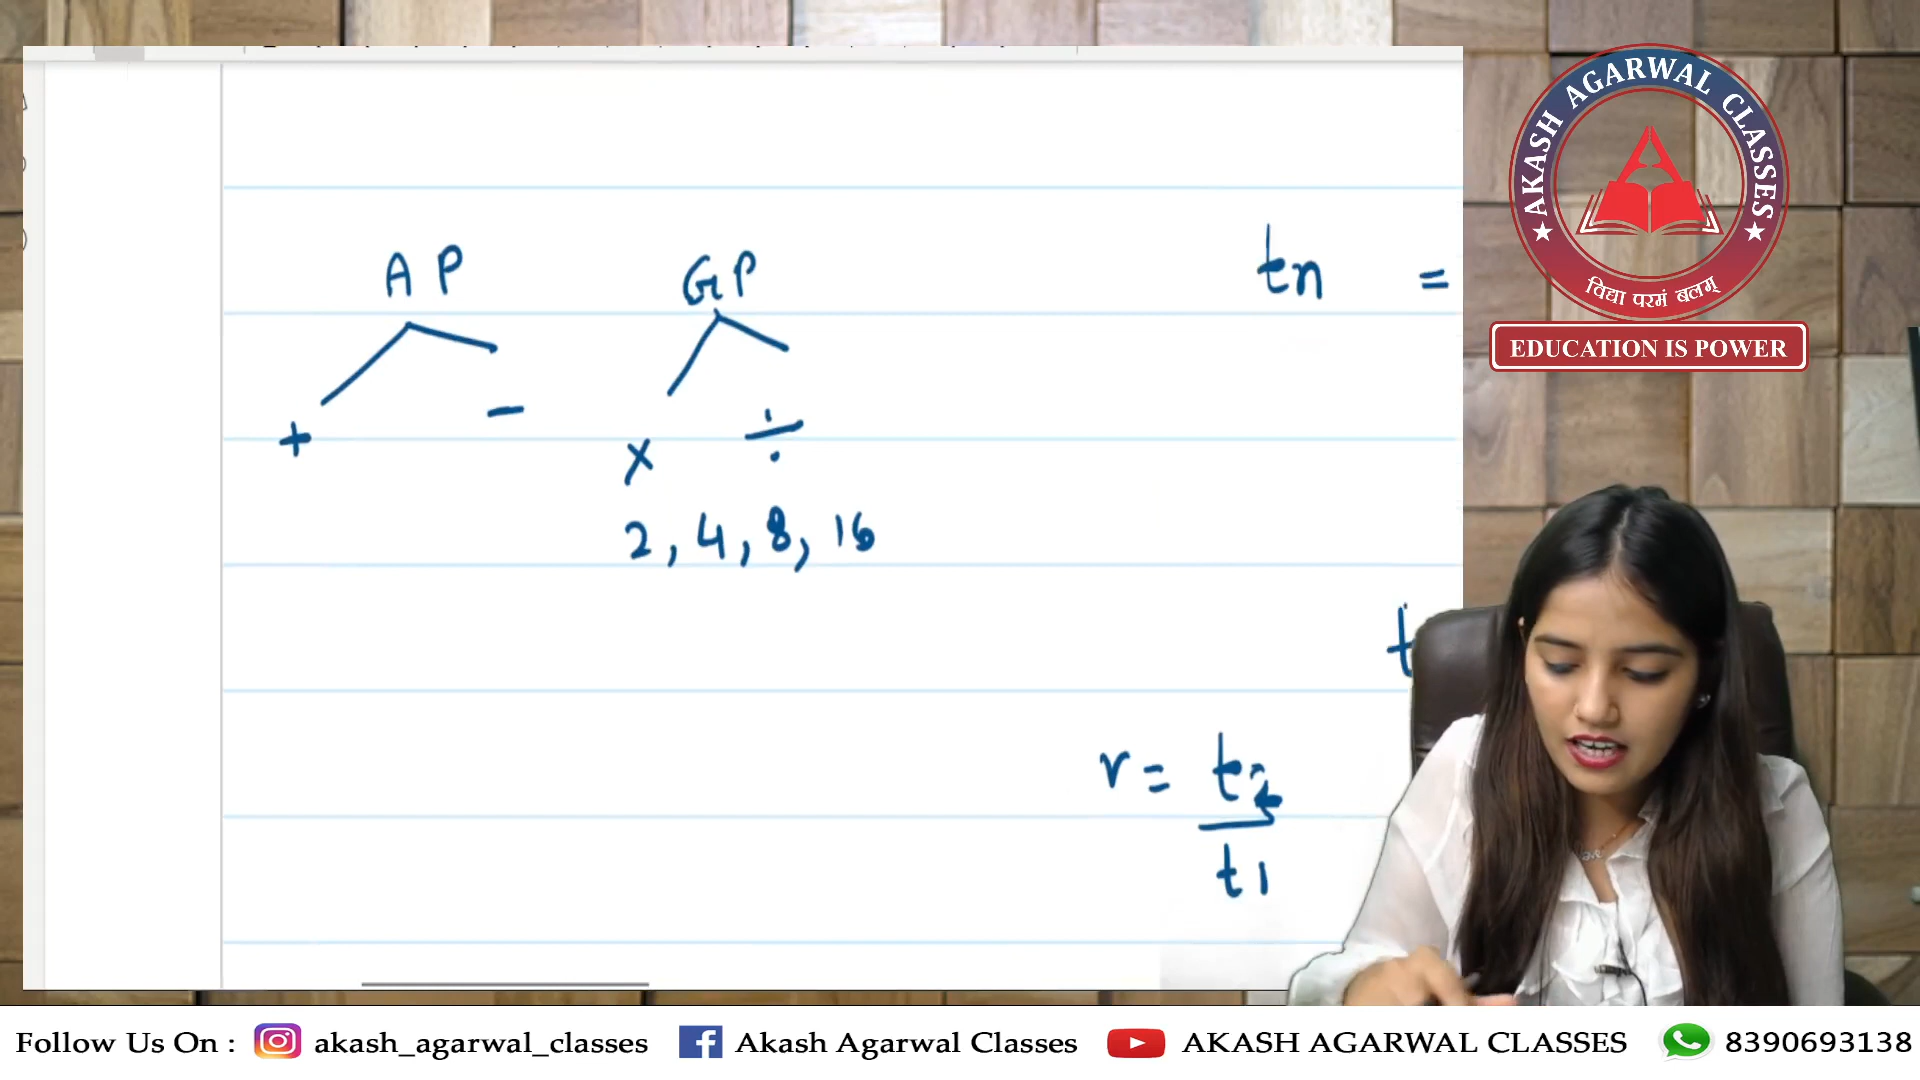 AP GP tn =
+ - × ÷
2, 4, 8, 16
t
r = t2
t1
AKASH AGARWAL CLASSES
विद्या परमं बलम्
EDUCATION IS POWER
Follow Us On : akash_agarwal_classes Akash Agarwal Classes AKASH AGARWAL CLASSES 8390693138